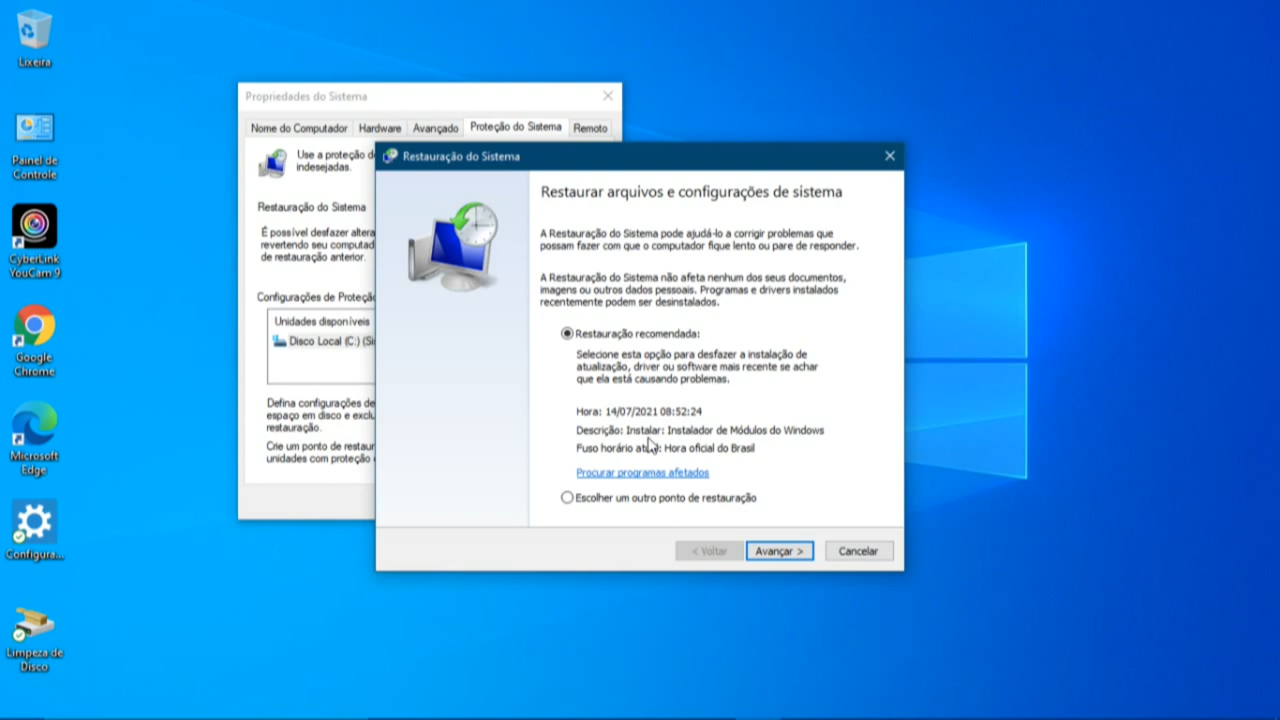 Lixeira
Painel de
Controle
CyberLink
YouCam 9
Google
Chrome
Microsoft
Edge
Configura...
Limpeza de
Disco
Propriedades do Sistema
Nome do Computador
Hardware
Avançado
Proteção do Sistema
Remoto
Use a proteção d
indesejadas.
Restauração do Sistema
É possível desfazer altera
revertendo seu computad
de restauração anterior.
Configurações de Proteçã
Unidades disponíveis
Disco Local (C:) (Si
Defina configurações de
espaço em disco e exclu
restauração.
Crie um ponto de restaur
unidades com proteção
Restauração do Sistema
Restaurar arquivos e configurações de sistema
A Restauração do Sistema pode ajudá-lo a corrigir problemas que
possam fazer com que o computador fique lento ou pare de responder.
A Restauração do Sistema não afeta nenhum dos seus documentos,
imagens ou outros dados pessoais. Programas e drivers instalados
recentemente podem ser desinstalados.
Restauração recomendada:
Selecione esta opção para desfazer a instalação de
atualização, driver ou software mais recente se achar
que ela está causando problemas.
Hora: 14/07/2021 08:52:24
Descrição: Instalar: Instalador de Módulos do Windows
Fuso horário atual: Hora oficial do Brasil
Procurar programas afetados
Escolher um outro ponto de restauração
< Voltar
Avançar >
Cancelar